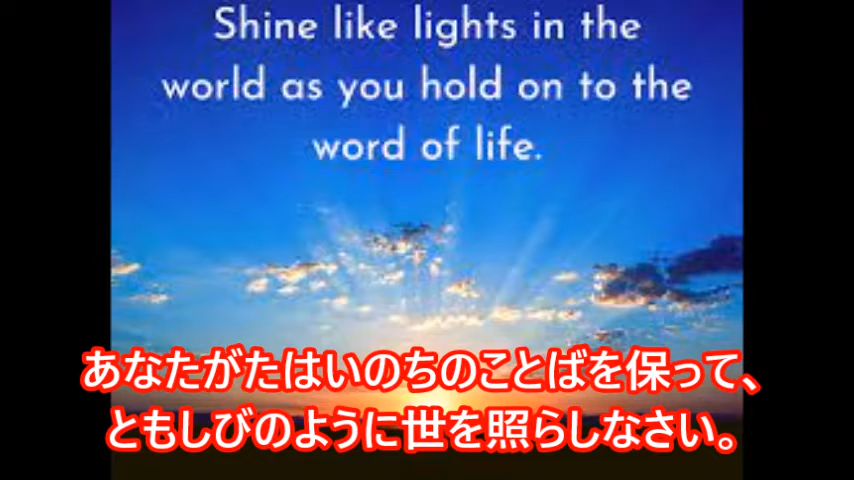 Shine like lights in the
world as you hold on to the
word of life.
あなたがたはいのちのことばを保って、
ともしびのように世を照らしなさい。